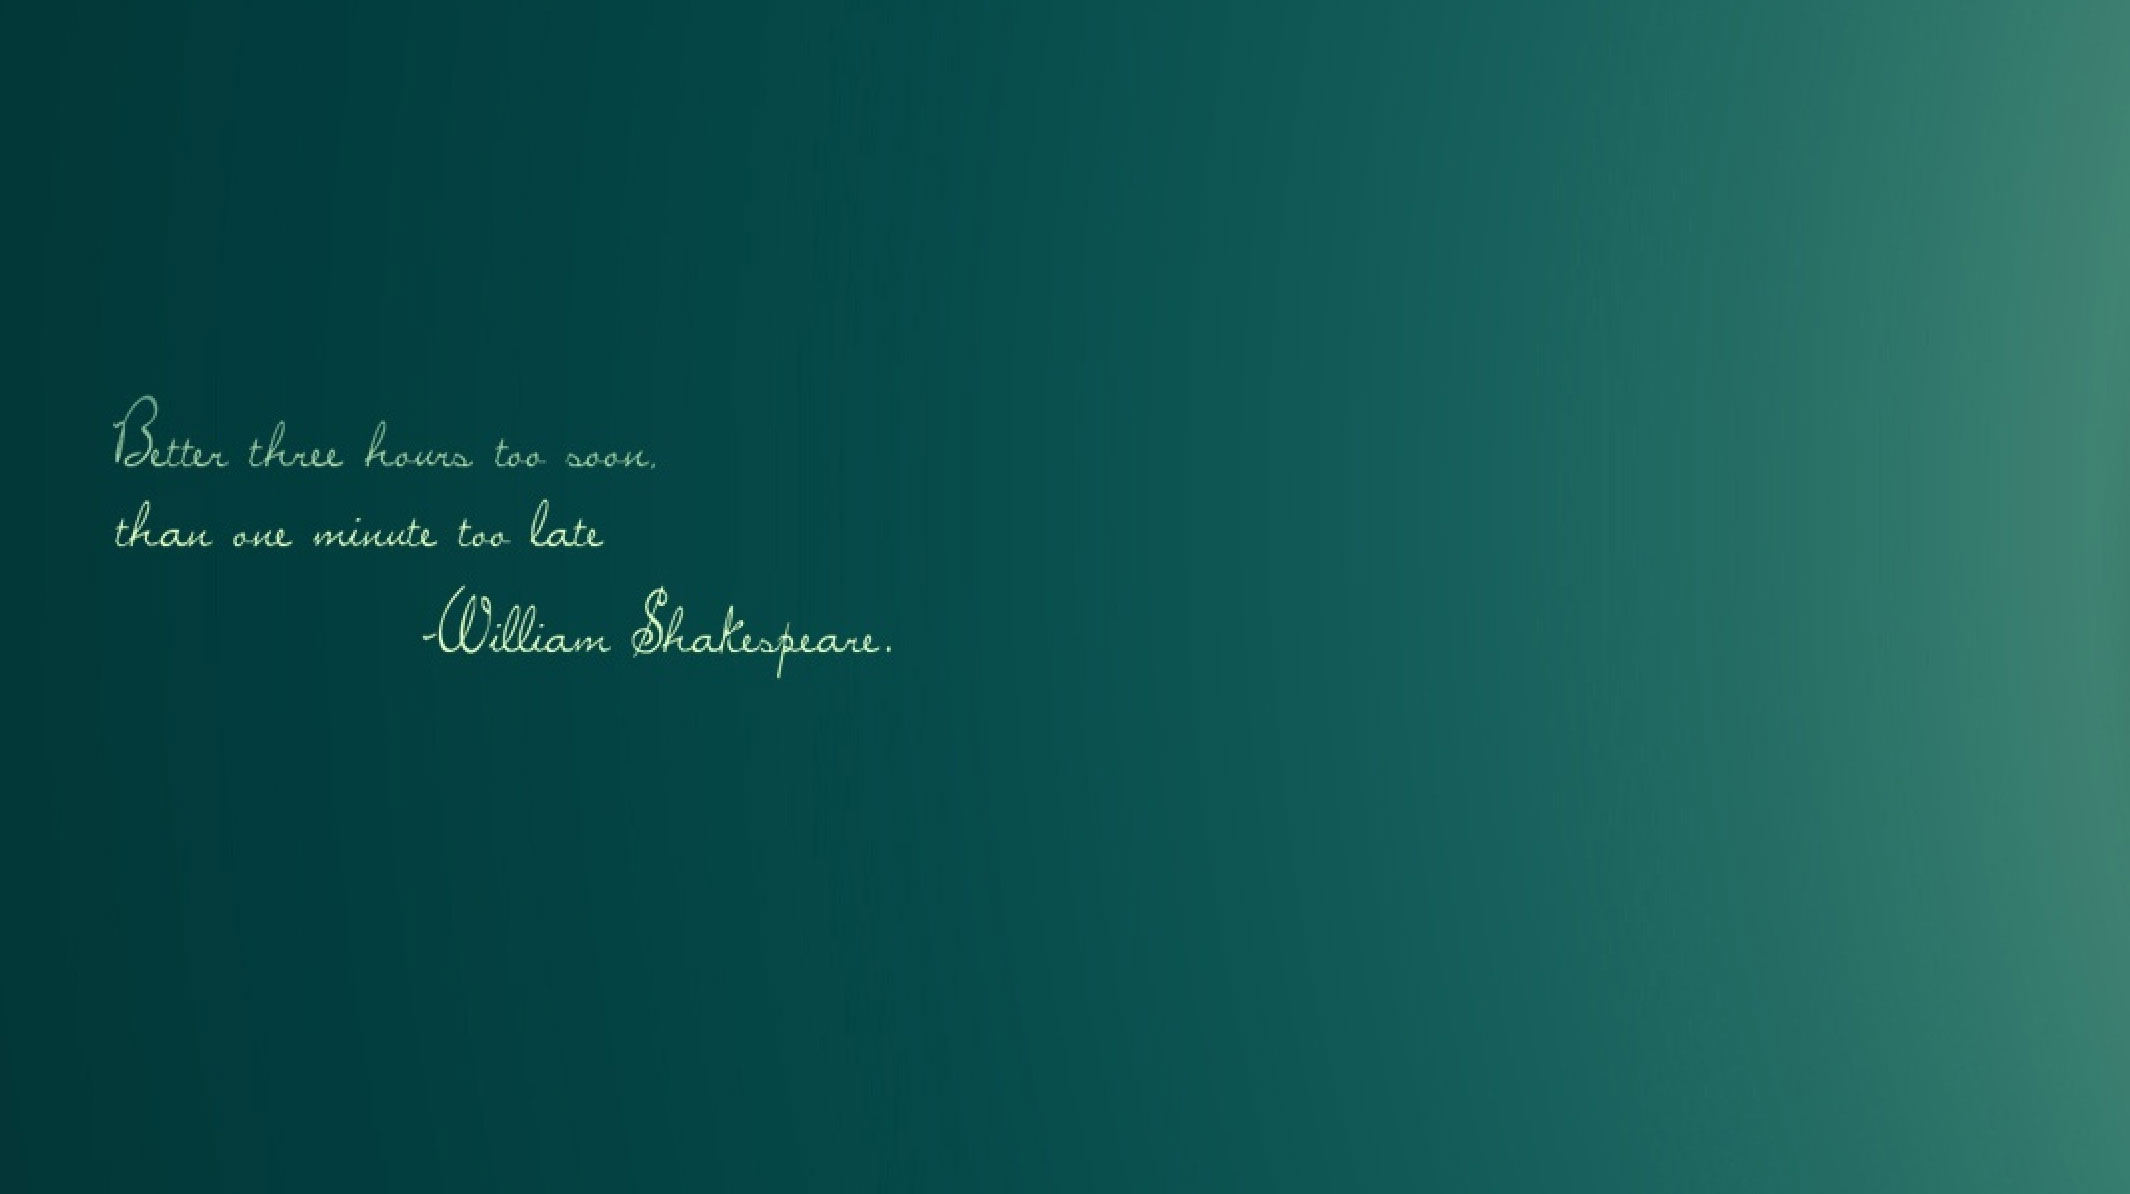 Better three hours too soon,
than one minute too late
-William Shakespeare.